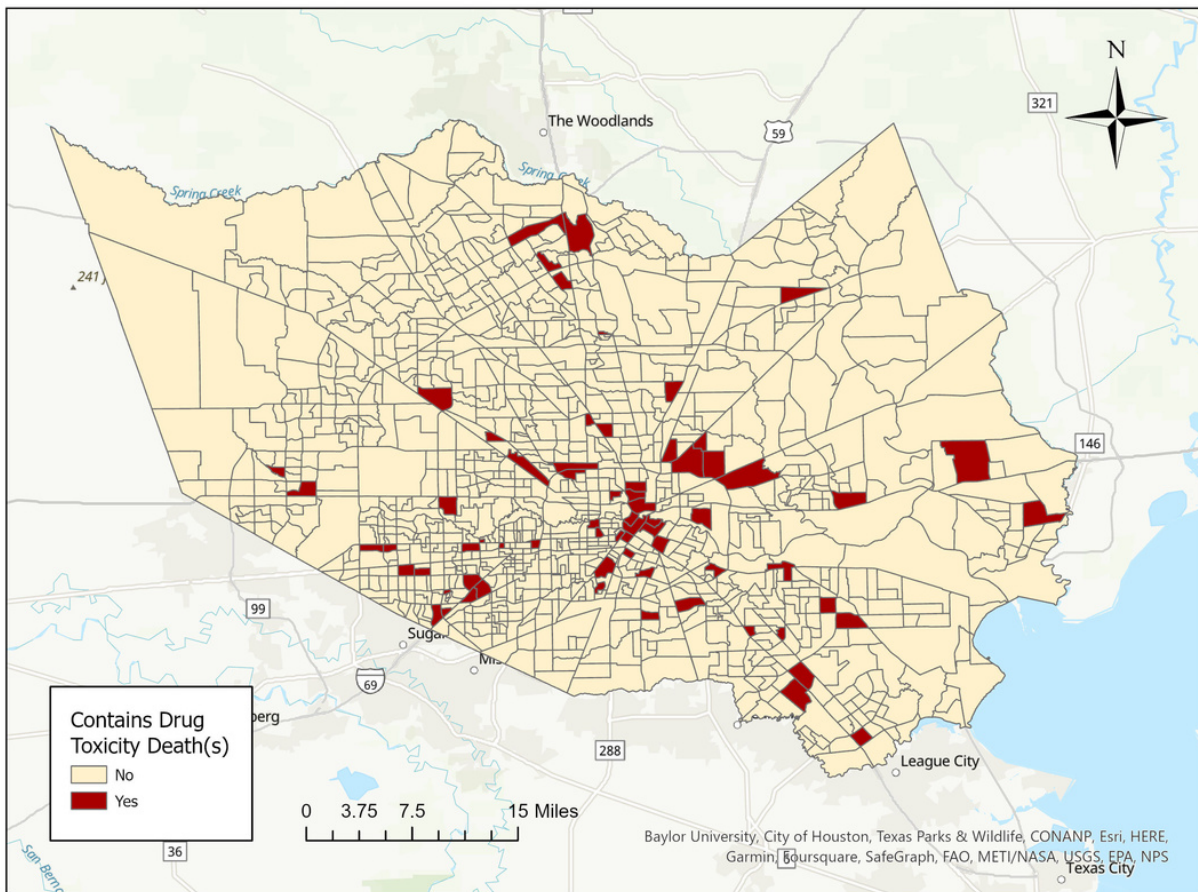 N
321
The Woodlands
59
Spring Creek
Spring Creek
241
146
99
Sugar
Mis
69
berg
288
League City
Contains Drug
Toxicity Death(s)
No
Yes
0 3.75 7.5 15 Miles
36
San Berna
Baylor University, City of Houston, Texas Parks & Wildlife, CONANP, Esri, HERE,
Garmin, Foursquare, SafeGraph, FAO, METI/NASA, USGS, EPA, NPS
Texas City